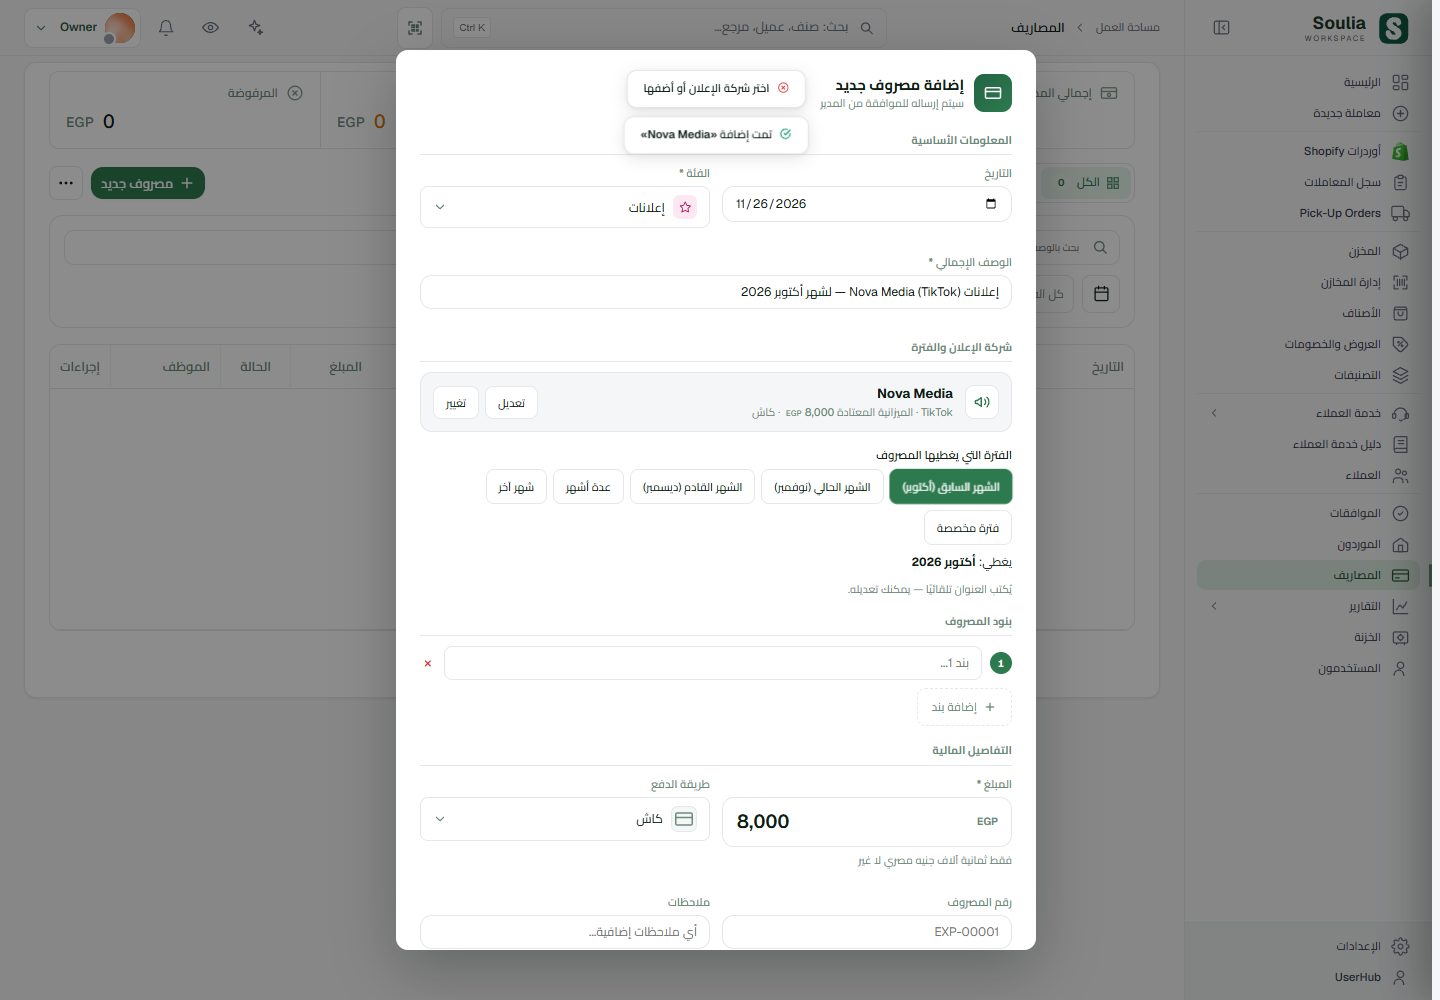 Soulia
WORKSPACE
مساحة العمل
المصاريف
بحث: صنف، عميل، مرجع...
Ctrl K
Owner
الرئيسية
معاملة جديدة
أوردرات Shopify
سجل المعاملات
Pick-Up Orders
المخزن
إدارة المخازن
الأصناف
العروض والخصومات
التصنيفات
خدمة العملاء
دليل خدمة العملاء
العملاء
الموافقات
الموردون
المصاريف
التقارير
الخزنة
المستخدمون
الإعدادات
UserHub
المرفوضة
EGP 0
EGP 0
مصروف جديد
الكل 0
التاريخ
المبلغ
الحالة
الموظف
إجراءات
إضافة مصروف جديد
سيتم إرساله للموافقة من المدير
اختر شركة الإعلان أو أضفها
تمت إضافة «Nova Media»
المعلومات الأساسية
التاريخ
الفئة *
11/26/2026
إعلانات
الوصف الإجمالي *
إعلانات Nova Media (TikTok) — لشهر أكتوبر 2026
شركة الإعلان والفترة
Nova Media
TikTok · الميزانية المعتادة 8,000 EGP · كاش
تعديل
تغيير
الفترة التي يغطيها المصروف
الشهر السابق (أكتوبر)
الشهر الحالي (نوفمبر)
الشهر القادم (ديسمبر)
عدة أشهر
شهر آخر
فترة مخصصة
يغطي: أكتوبر 2026
يُكتب العنوان تلقائيًا — يمكنك تعديله.
بنود المصروف
1
بند 1...
إضافة بند
التفاصيل المالية
المبلغ *
طريقة الدفع
8,000
EGP
كاش
فقط ثمانية آلاف جنيه مصري لا غير
رقم المصروف
ملاحظات
EXP-00001
أي ملاحظات إضافية...